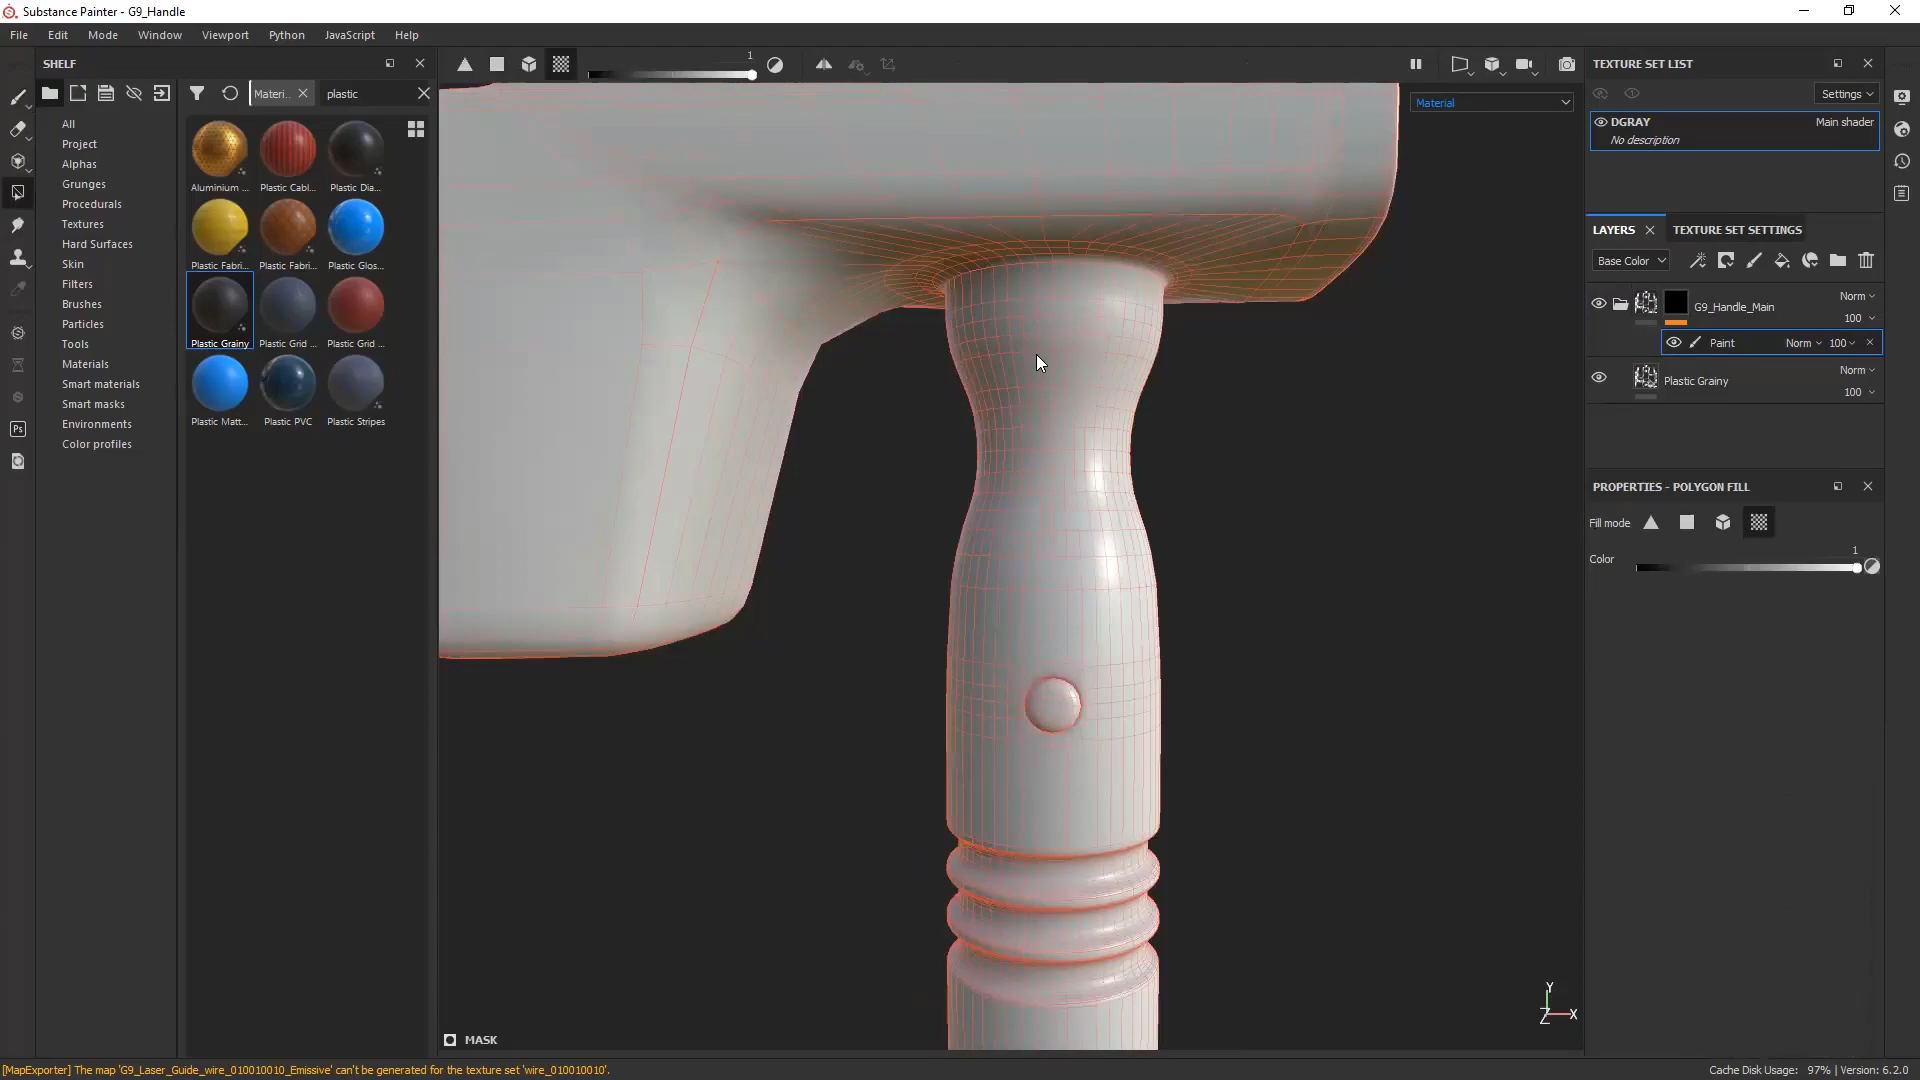 Substance Painter - G9_Handle
File Edit Mode Window Viewport Python JavaScript Help
SHELF
Materi...
plastic
All
Project
Alphas
Grunges
Procedurals
Textures
Hard Surfaces
Skin
Filters
Brushes
Particles
Tools
Materials
Smart materials
Smart masks
Environments
Color profiles
Aluminium ... Plastic Cabl... Plastic Dia...
Plastic Fabri... Plastic Fabri... Plastic Glos...
Plastic Grainy Plastic Grid ... Plastic Grid ...
Plastic Matt... Plastic PVC Plastic Stripes
1
Material
MASK
Y
Z X
TEXTURE SET LIST
Settings
DGRAY Main shader
No description
LAYERS TEXTURE SET SETTINGS
Base Color
G9_Handle_Main Norm 100
Paint Norm 100
Plastic Grainy Norm 100
PROPERTIES - POLYGON FILL
Fill mode
Color 1
Ps
[MapExporter] The map 'G9_Laser_Guide_wire_010010010_Emissive' can't be generated for the texture set 'wire_010010010'.
Cache Disk Usage: 97% | Version: 6.2.0